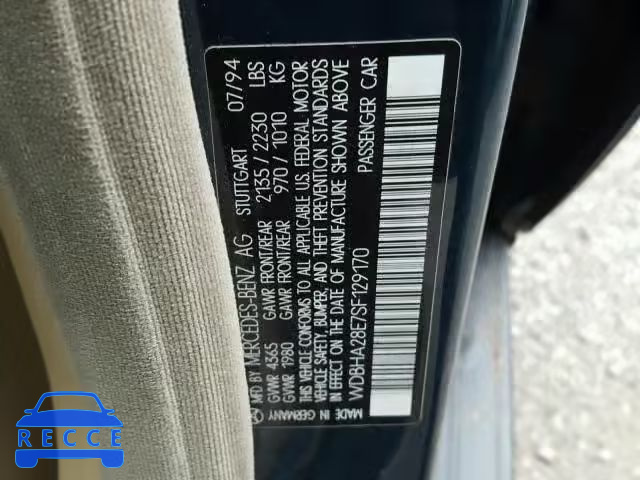 MFD BY MERCEDES-BENZ AG STUTTGART 07/94
GVWR 4365 GAWR FRONT/REAR 2135 / 2230 LBS
GVWR 1980 GAWR FRONT/REAR 970 / 1010 KG
THIS VEHICLE CONFORMS TO ALL APPLICABLE U.S. FEDERAL MOTOR
VEHICLE SAFETY, BUMPER, AND THEFT PREVENTION STANDARDS
IN EFFECT ON THE DATE OF MANUFACTURE SHOWN ABOVE
WDBHA28E7SF129170 PASSENGER CAR
MADE IN GERMANY
RECCE